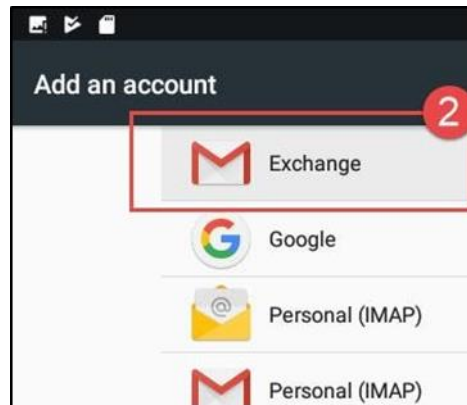 Add an account
2
Exchange
Google
Personal (IMAP)
Personal (IMAP)